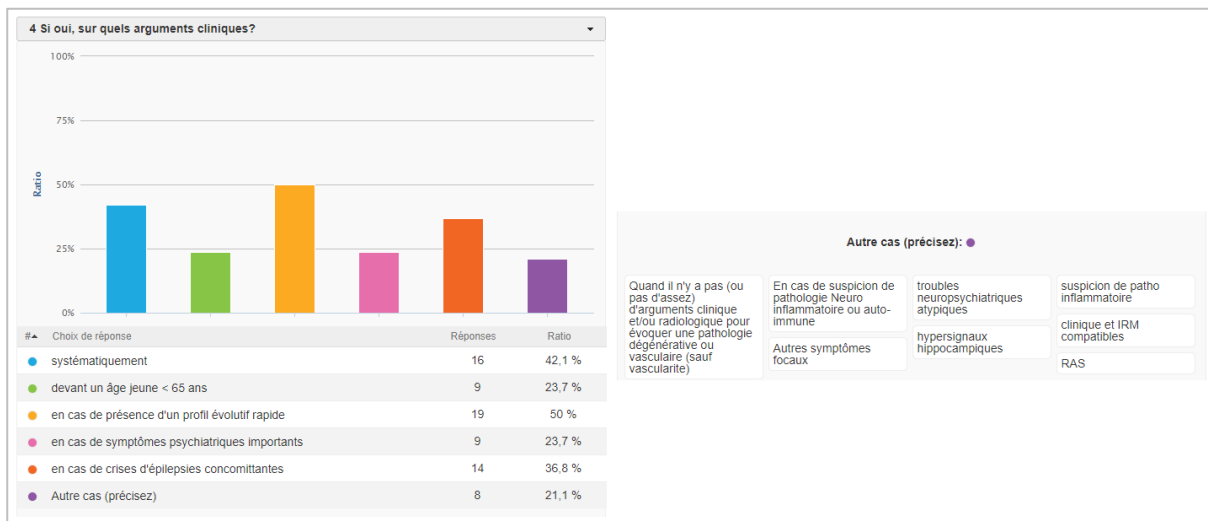 4 Si oui, sur quels arguments cliniques?
100%
75%
50%
25%
0%
Ratio
#
Choix de réponse
Réponses
Ratio
systématiquement
16
42,1 %
devant un âge jeune < 65 ans
9
23,7 %
en cas de présence d'un profil évolutif rapide
19
50 %
en cas de symptômes psychiatriques importants
9
23,7 %
en cas de crises d'épilepsies concomittantes
14
36,8 %
Autre cas (précisez)
8
21,1 %
Autre cas (précisez):
Quand il n'y a pas (ou
pas d'assez)
d'arguments clinique
et/ou radiologique pour
évoquer une pathologie
dégénérative ou
vasculaire (sauf
vascularite)
En cas de suspicion de
pathologie Neuro
inflammatoire ou auto-
immune
Autres symptômes
focaux
troubles
neuropsychiatriques
atypiques
hypersignaux
hippocampiques
suspicion de patho
inflammatoire
clinique et IRM
compatibles
RAS